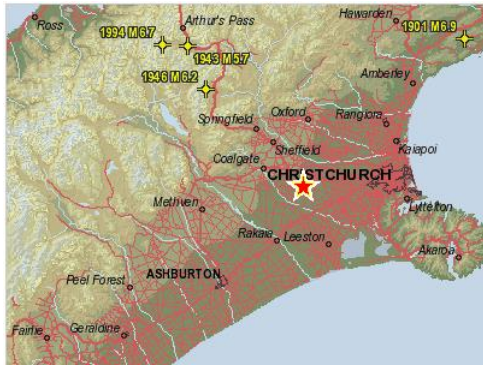 Ross
Arthur's Pass
Hawarden
1901 M6.9
1994 M6.7
1943 M5.7
1946 M6.2
Amberley
Oxford
Rangiora
Springfield
Sheffield
Kaiapoi
Coalgate
CHRISTCHURCH
Methven
Lyttelton
Rakaia
Leeston
Akaroa
ASHBURTON
Peel Forest
Fairlie
Geraldine